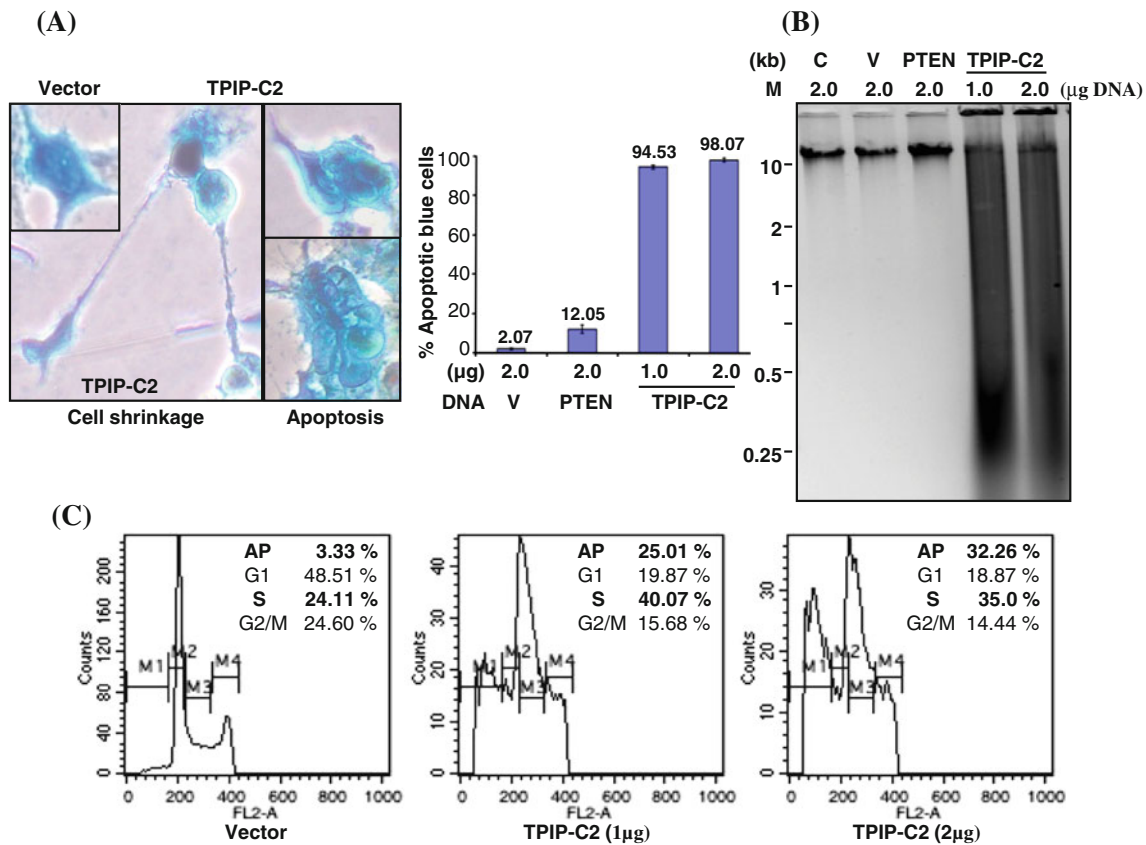 (A)
Vector TPIP-C2
TPIP-C2
Cell shrinkage Apoptosis
% Apoptotic blue cells
100
80
60
40
20
0
2.07
12.05
94.53
98.07
(µg) 2.0 2.0 1.0 2.0
DNA V PTEN TPIP-C2
(B)
(kb) C V PTEN TPIP-C2
M 2.0 2.0 2.0 1.0 2.0 (µg DNA)
10
2
1
0.5
0.25
(C)
Counts
200
160
120
80
40
0
AP 3.33 %
G1 48.51 %
S 24.11 %
G2/M 24.60 %
M1 M2 M3 M4
0 200 400 600 800 1000
FL2-A
Vector
Counts
40
30
20
10
0
AP 25.01 %
G1 19.87 %
S 40.07 %
G2/M 15.68 %
M1 M2 M3 M4
0 200 400 600 800 1000
FL2-A
TPIP-C2 (1µg)
Counts
30
20
10
0
AP 32.26 %
G1 18.87 %
S 35.0 %
G2/M 14.44 %
M1 M2 M3 M4
0 200 400 600 800 1000
FL2-A
TPIP-C2 (2µg)